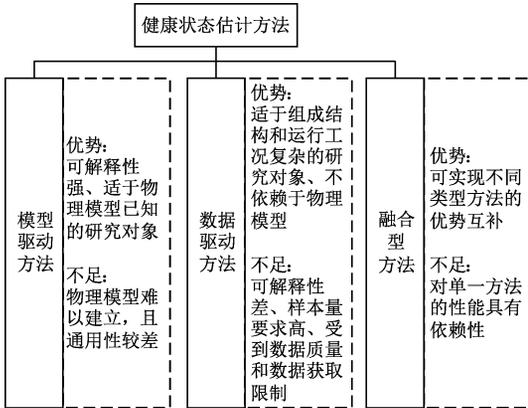 健康状态估计方法
模型
驱动
方法
优势：
可解释性
强、适于物
理模型已知
的研究对象
不足：
物理模型难
以建立，且
通用性较差
数据
驱动
方法
优势：
适于组成结
构和运行工
况复杂的研
究对象、不
依赖于物理
模型
不足：
可解释性
差、样本量
要求高、受
到数据质量
和数据获取
限制
融合
型
方法
优势：
可实现不同
类型方法的
优势互补
不足：
对单一方法
的性能具有
依赖性